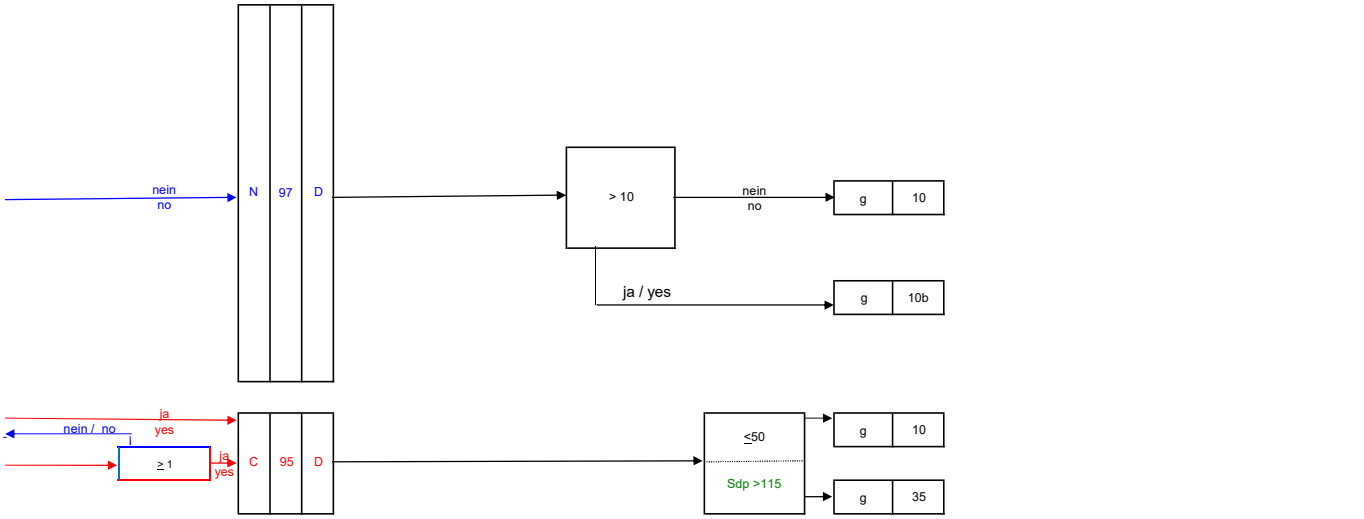 nein
no
N 97 D
> 10
nein
no
g 10
ja / yes
g 10b
ja
yes
nein / no
≥ 1
ja
yes
C 95 D
≤50
Sdp >115
g 10
g 35